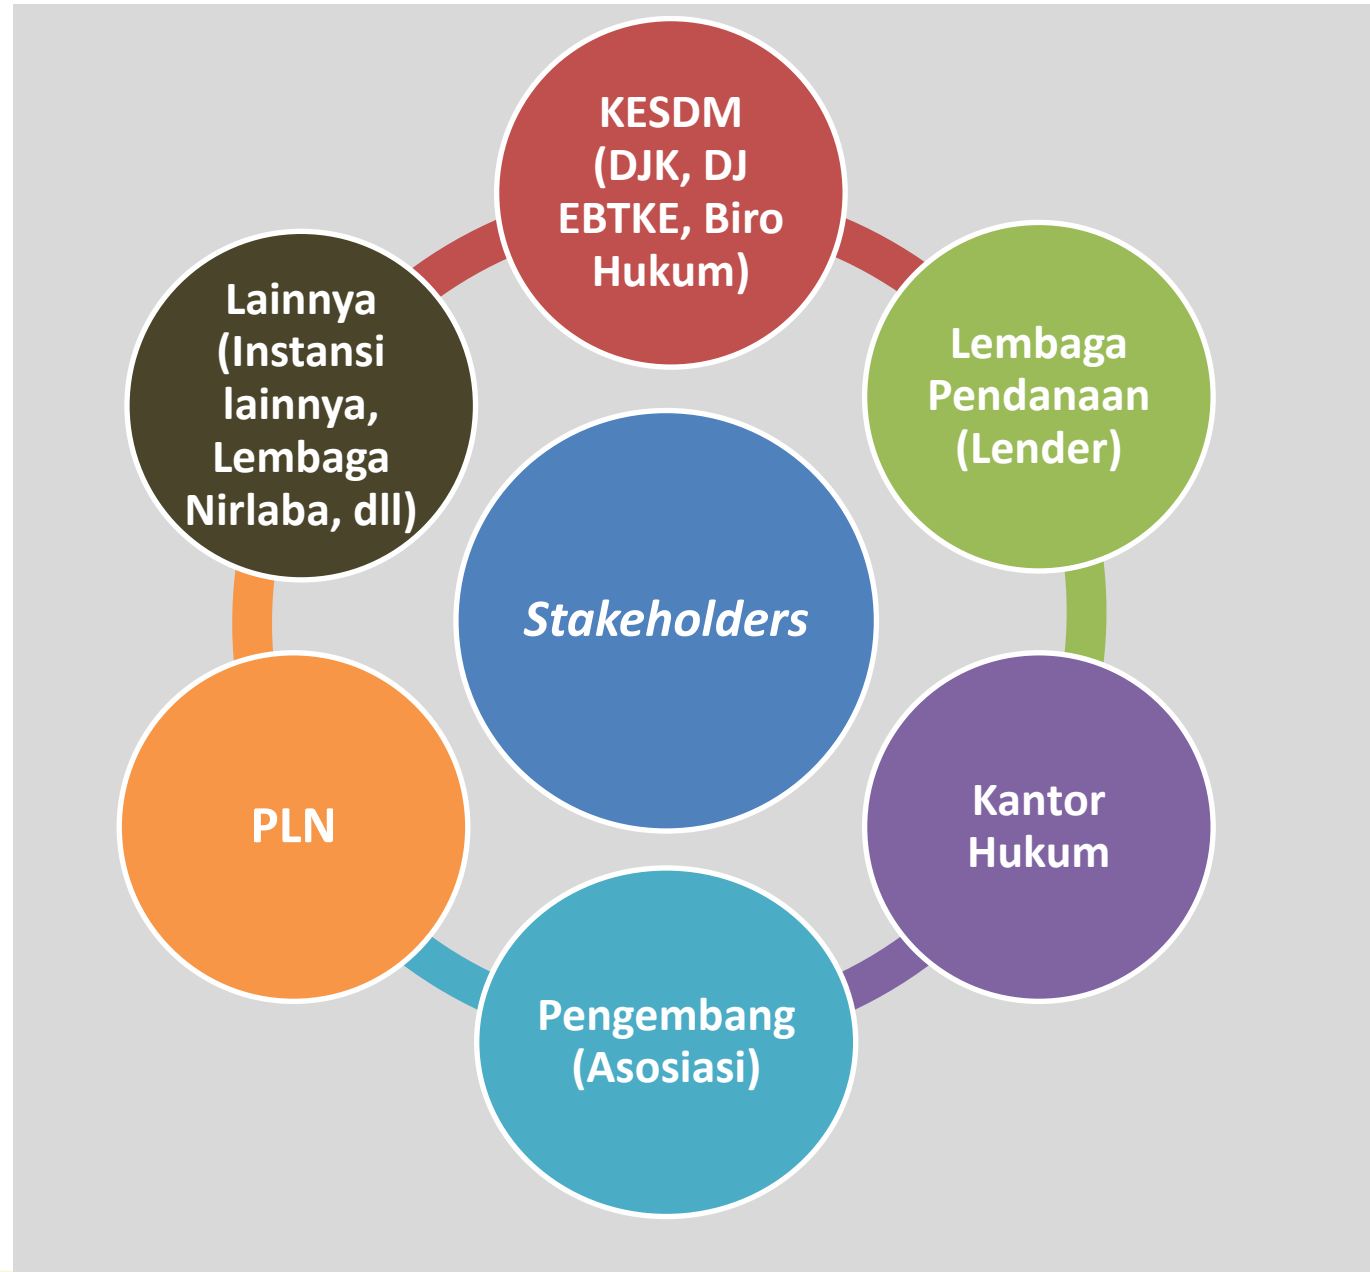 KESDM
(DJK, DJ
EBTKE, Biro
Hukum)
Lembaga
Pendanaan
(Lender)
Kantor
Hukum
Pengembang
(Asosiasi)
PLN
Lainnya
(Instansi
lainnya,
Lembaga
Nirlaba, dll)
Stakeholders